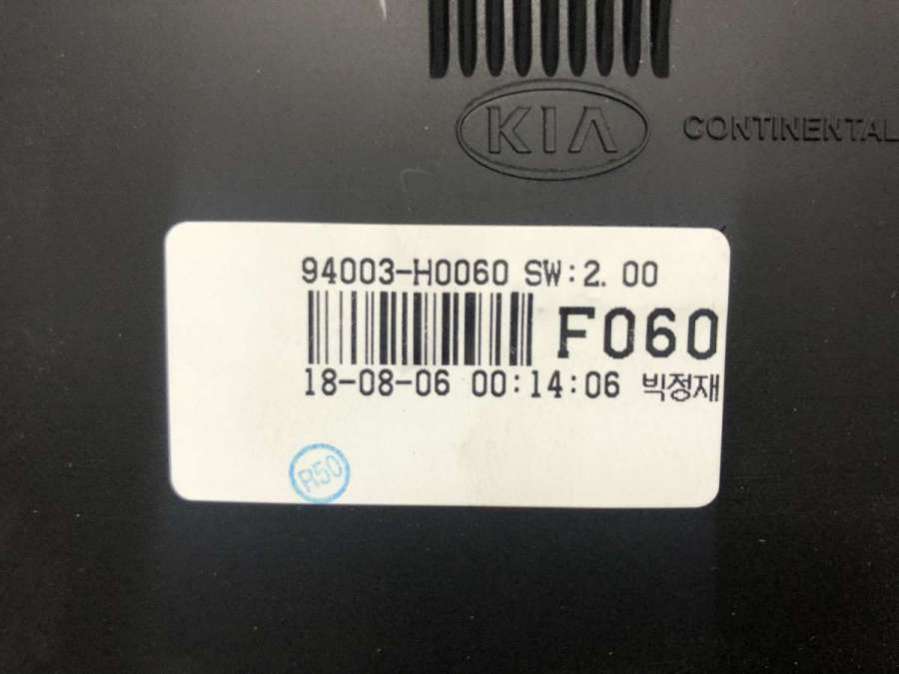 KIA
CONTINENTAL
94003-H0060 SW:2.00
F060
18-08-06 00:14:06 빅정재
R50